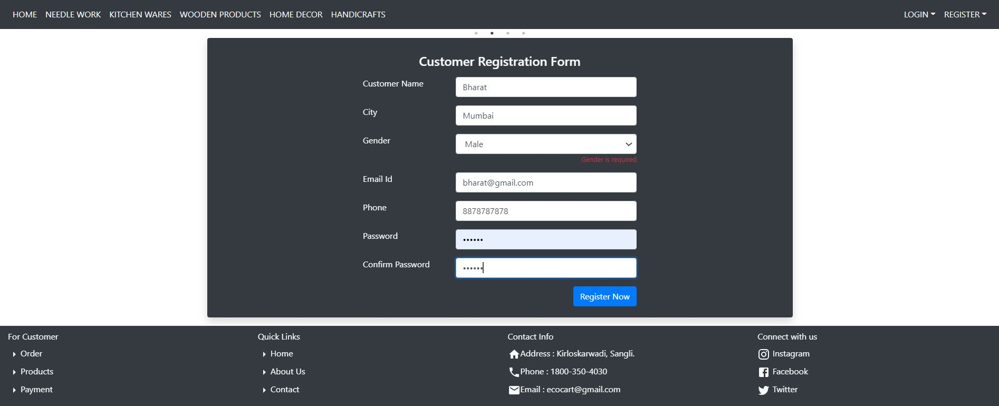 HOME NEEDLE WORK KITCHEN WARES WOODEN PRODUCTS HOME DECOR HANDICRAFTS LOGIN REGISTER
Customer Registration Form
Customer Name Bharat
City Mumbai
Gender Male
Gender is required
Email Id bharat@gmail.com
Phone 8878787878
Password ••••••
Confirm Password ••••••
Register Now
For Customer
Order
Products
Payment
Quick Links
Home
About Us
Contact
Contact Info
Address : Kirloskarwadi, Sangli.
Phone : 1800-350-4030
Email : ecocart@gmail.com
Connect with us
Instagram
Facebook
Twitter